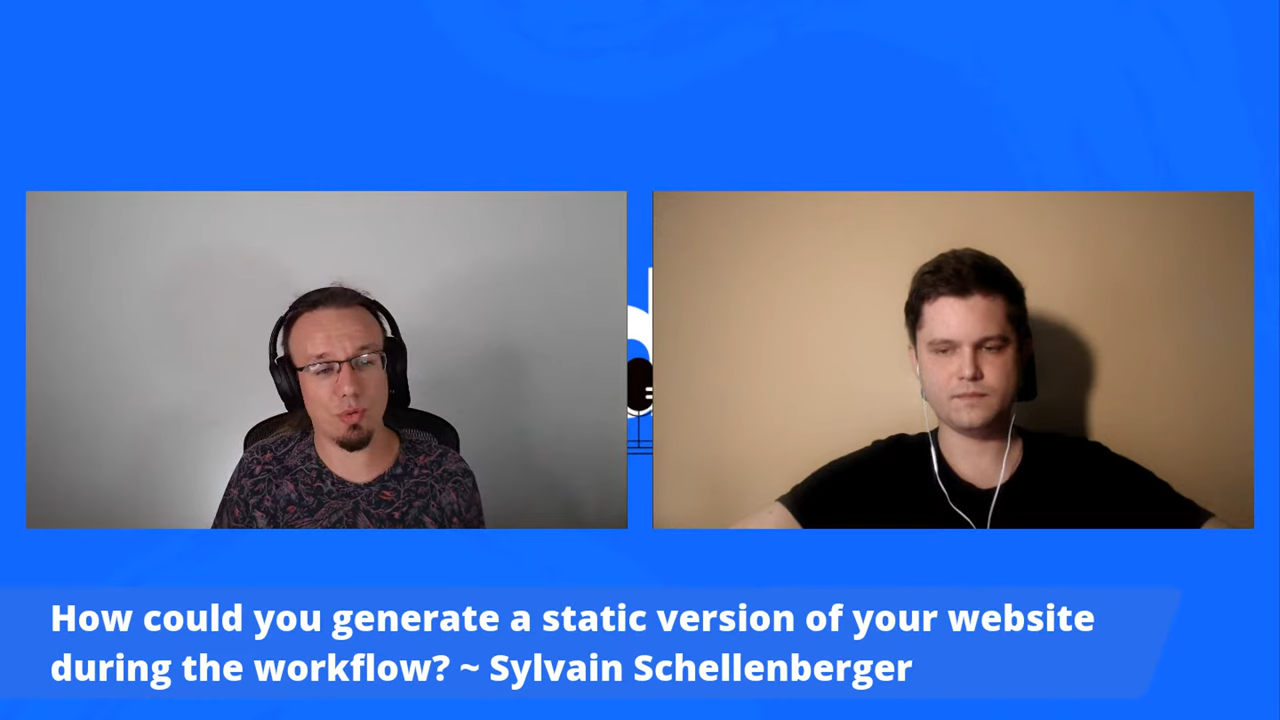 How could you generate a static version of your website
during the workflow? ~ Sylvain Schellenberger